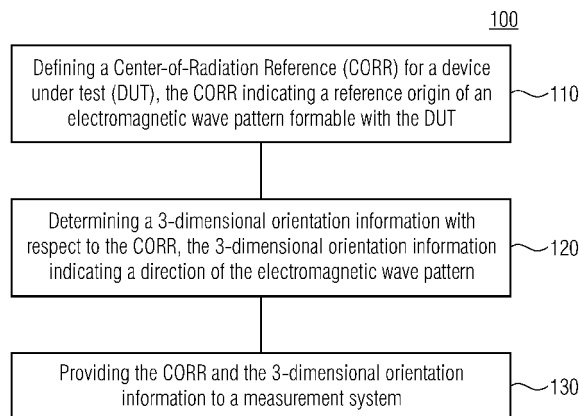 100
Defining a Center-of-Radiation Reference (CORR) for a device
under test (DUT), the CORR indicating a reference origin of an
electromagnetic wave pattern formable with the DUT
110
Determining a 3-dimensional orientation information with
respect to the CORR, the 3-dimensional orientation information
indicating a direction of the electromagnetic wave pattern
120
Providing the CORR and the 3-dimensional orientation
information to a measurement system
130